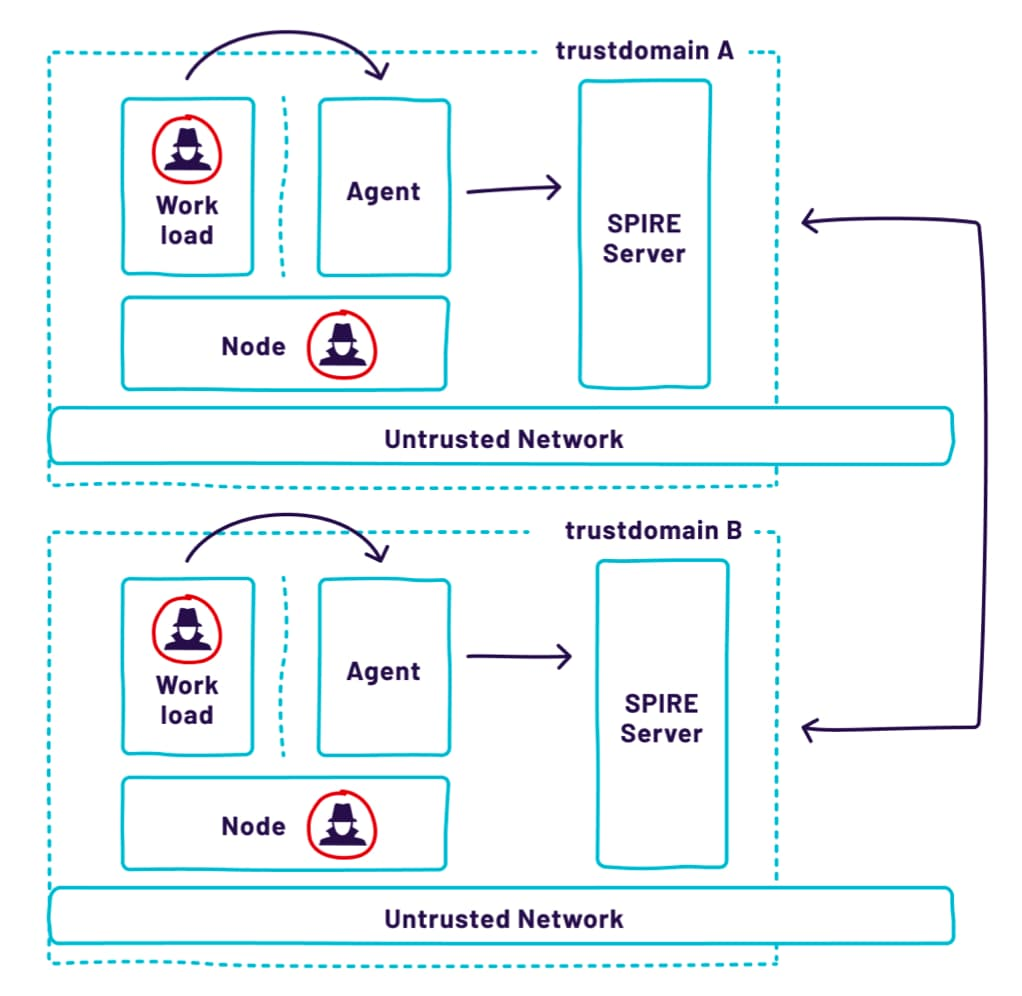 trustdomain A
Work
load
Agent
SPIRE
Server
Node
Untrusted Network
trustdomain B
Work
load
Agent
SPIRE
Server
Node
Untrusted Network